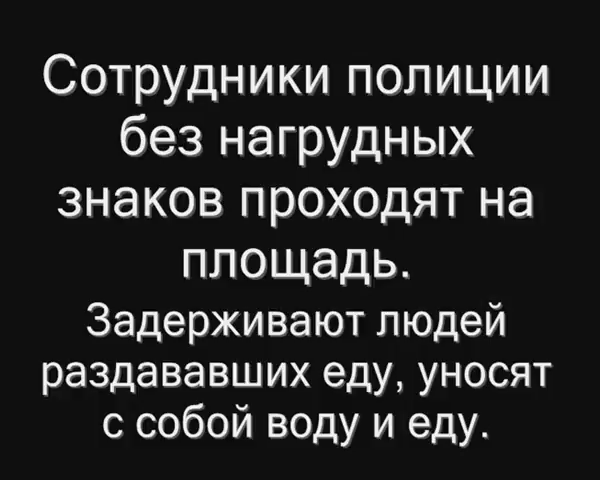 Сотрудники полиции
без нагрудных
знаков проходят на
площадь.
Задерживают людей
раздававших еду, уносят
с собой воду и еду.